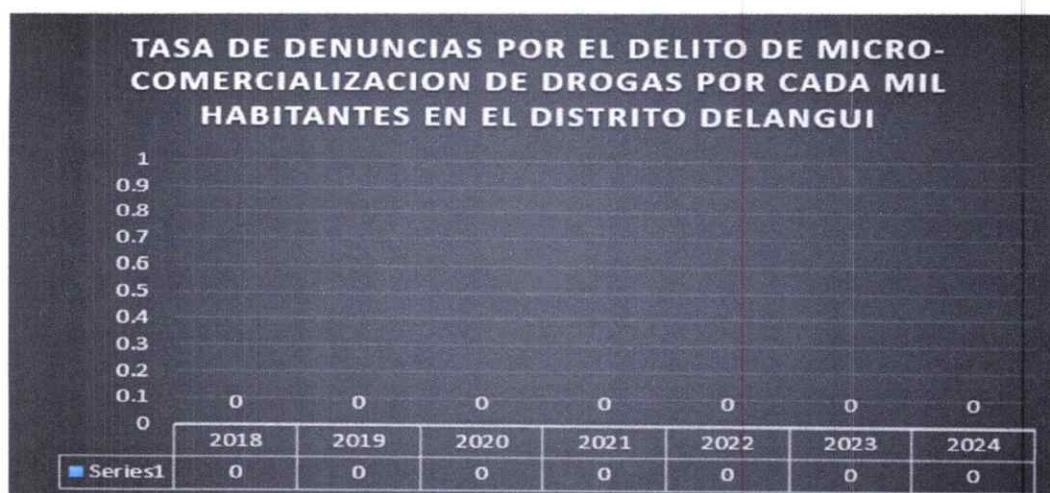 TASA DE DENUNCIAS POR EL DELITO DE MICRO-
COMERCIALIZACION DE DROGAS POR CADA MIL
HABITANTES EN EL DISTRITO DELANGUI
1
0.9
0.8
0.7
0.6
0.5
0.4
0.3
0.2
0.1
0
0 0 0 0 0 0 0
2018 2019 2020 2021 2022 2023 2024
Series1 0 0 0 0 0 0 0